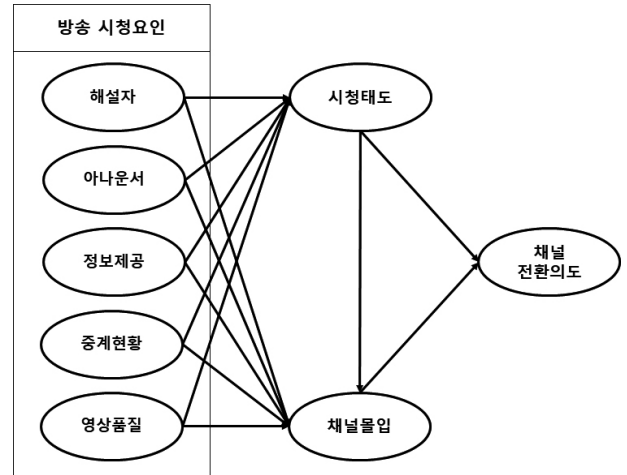 방송 시청요인
해설자
시청태도
아나운서
정보제공
채널
전환의도
중계현황
영상품질
채널몰입